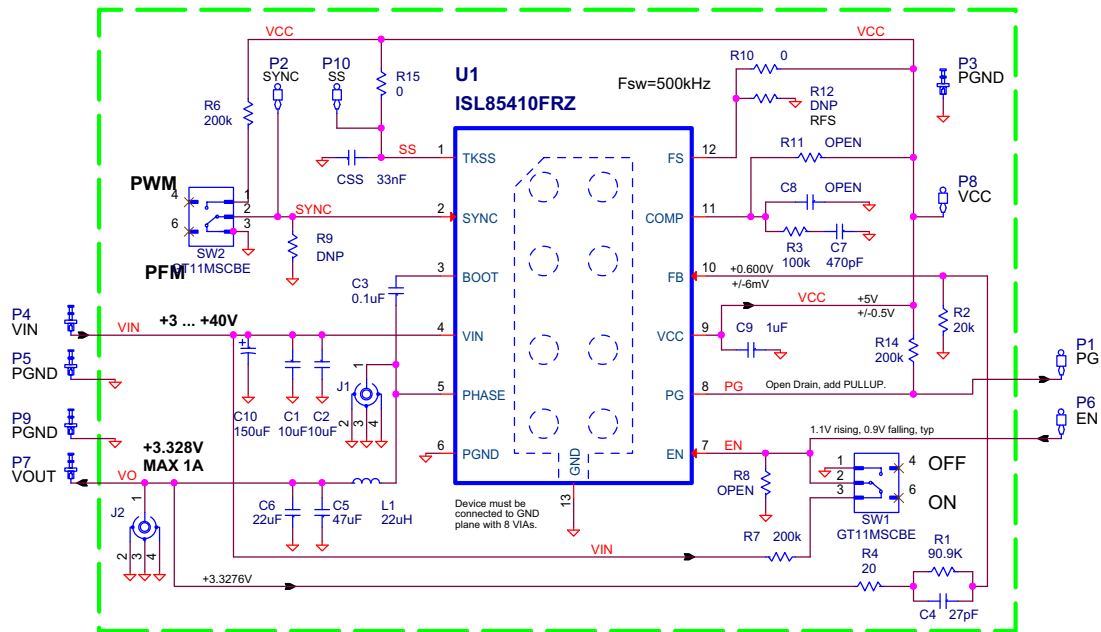 VCC
VCC
P2
SYNC
P10
SS
R15
0
R6
200k
U1
ISL85410FRZ
Fsw=500kHz
R10
0
R12
DNP
RFS
P3
PGND
R11
OPEN
SS
CSS
33nF
1
TKSS
FS
12
PWM
4
6
1
2
3
SYNC
SW2
GT11MSCBE
PFM
R9
DNP
2
SYNC
COMP
11
C8
OPEN
R3
100k
C7
470pF
P8
VCC
C3
0.1uF
3
BOOT
FB
10
+0.600V
+/-6mV
R2
20k
P4
VIN
VIN
+3 ... +40V
4
VIN
VCC
9
VCC
+5V
+/-0.5V
C9
1uF
R14
200k
P5
PGND
C10
150uF
C1
10uF
C2
10uF
J1
1
2
3
4
5
PHASE
PG
8
PG
Open Drain, add PULLUP.
P1
PG
P9
PGND
P6
EN
1.1V rising, 0.9V falling, typ
P7
VOUT
+3.328V
MAX 1A
VO
6
PGND
GND
13
EN
7
EN
R8
OPEN
1
2
3
4
6
OFF
ON
SW1
GT11MSCBE
J2
1
2
3
4
C6
22uF
C5
47uF
L1
22uH
Device must be
connected to GND
plane with 8 VIAs.
VIN
R7
200k
+3.3276V
R4
20
R1
90.9K
C4
27pF